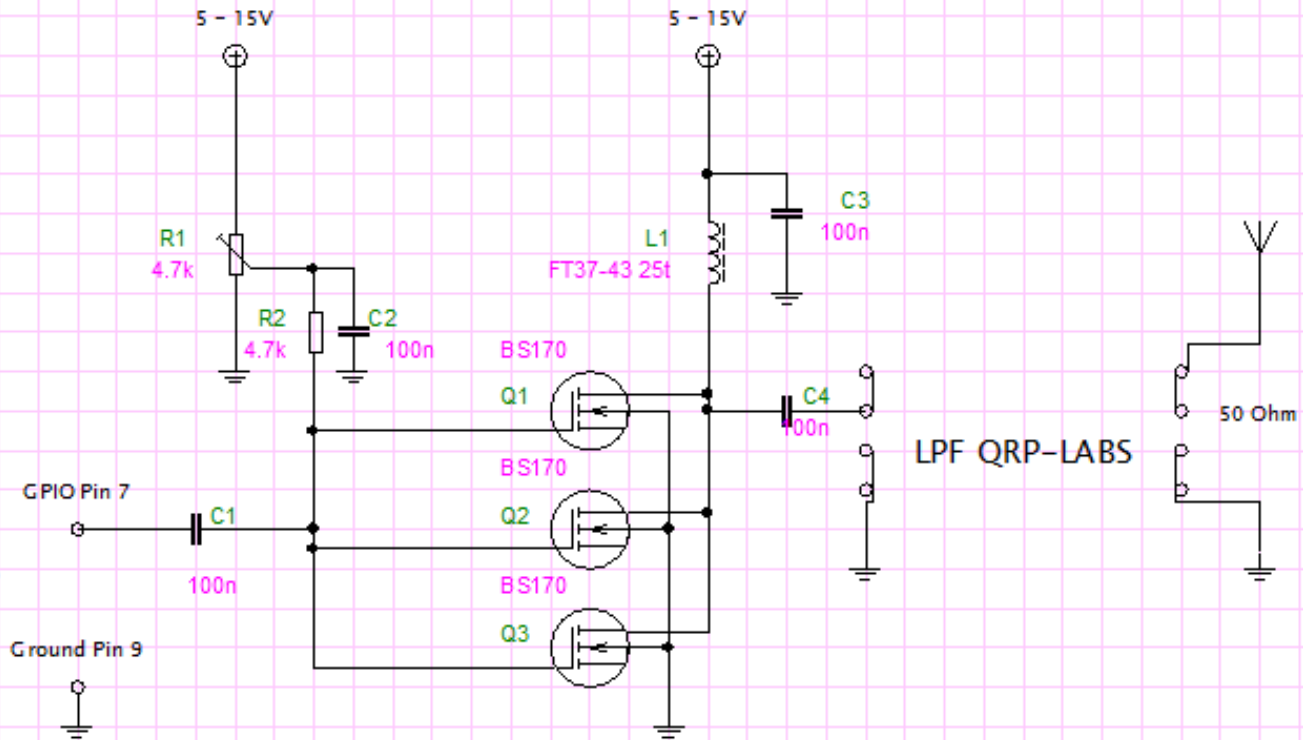 5 – 15V
5 – 15V
R1
4.7k
R2
4.7k
C2
100n
L1
FT37-43 25t
C3
100n
BS170
Q1
C4
100n
50 Ohm
LPF QRP–LABS
BS170
GPIO Pin 7
C1
Q2
100n
BS170
Q3
Ground Pin 9